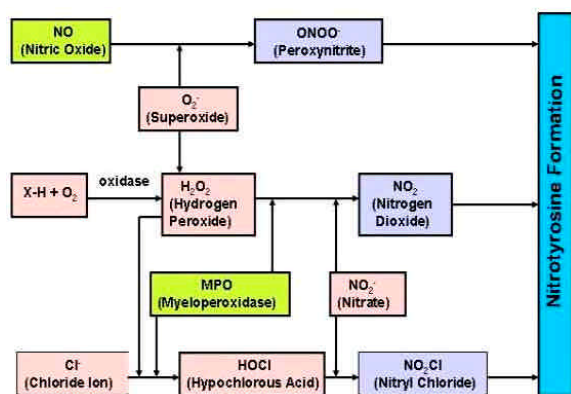 NO
(Nitric Oxide)
ONOO⁻
(Peroxynitrite)
O₂⁻
(Superoxide)
X-H + O₂
oxidase
H₂O₂
(Hydrogen
Peroxide)
NO₂
(Nitrogen
Dioxide)
MPO
(Myeloperoxidase)
NO₂⁻
(Nitrate)
Cl⁻
(Chloride Ion)
HOCl
(Hypochlorous Acid)
NO₂Cl
(Nitryl Chloride)
Nitrotyrosine Formation